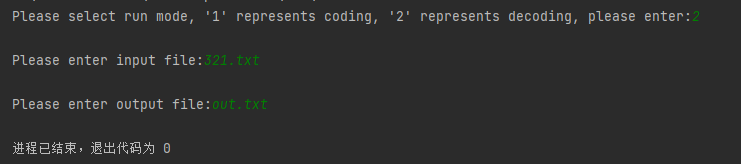 Please select run mode, '1' represents coding, '2' represents decoding, please enter:2
Please enter input file:321.txt
Please enter output file:out.txt
进程已结束，退出代码为 0